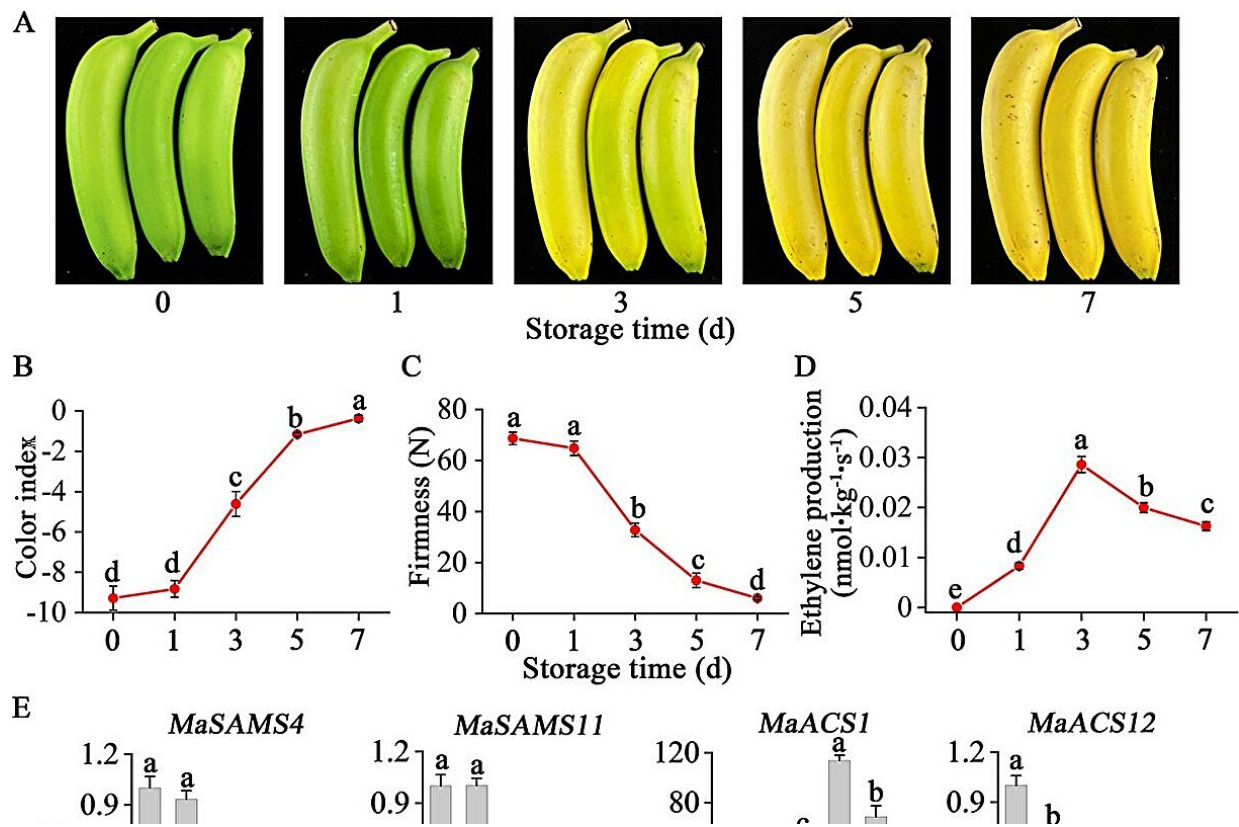 A
0 1 3 5 7
Storage time (d)
B C D
Color index
0
-2
-4
-6
-8
-10
d d c b a
0 1 3 5 7
Firmness (N)
80
60
40
20
0
a a b c d
0 1 3 5 7
Storage time (d)
Ethylene production
(nmol·kg⁻¹·s⁻¹)
0.04
0.03
0.02
0.01
0
e d a b c
0 1 3 5 7
E
MaSAMS4 MaSAMS11 MaACS1 MaACS12
1.2
0.9
a a
1.2
0.9
a a
120
80
c a b
1.2
0.9
a b